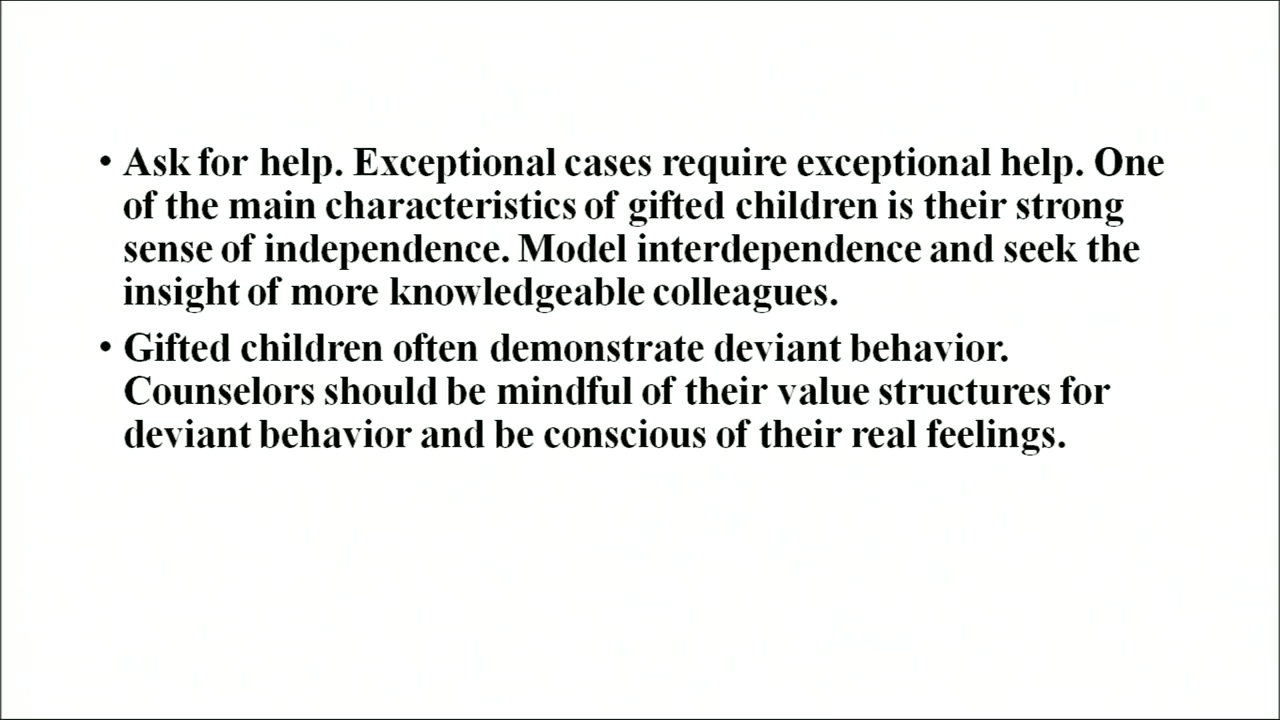 • Ask for help. Exceptional cases require exceptional help. One
of the main characteristics of gifted children is their strong
sense of independence. Model interdependence and seek the
insight of more knowledgeable colleagues.
• Gifted children often demonstrate deviant behavior.
Counselors should be mindful of their value structures for
deviant behavior and be conscious of their real feelings.